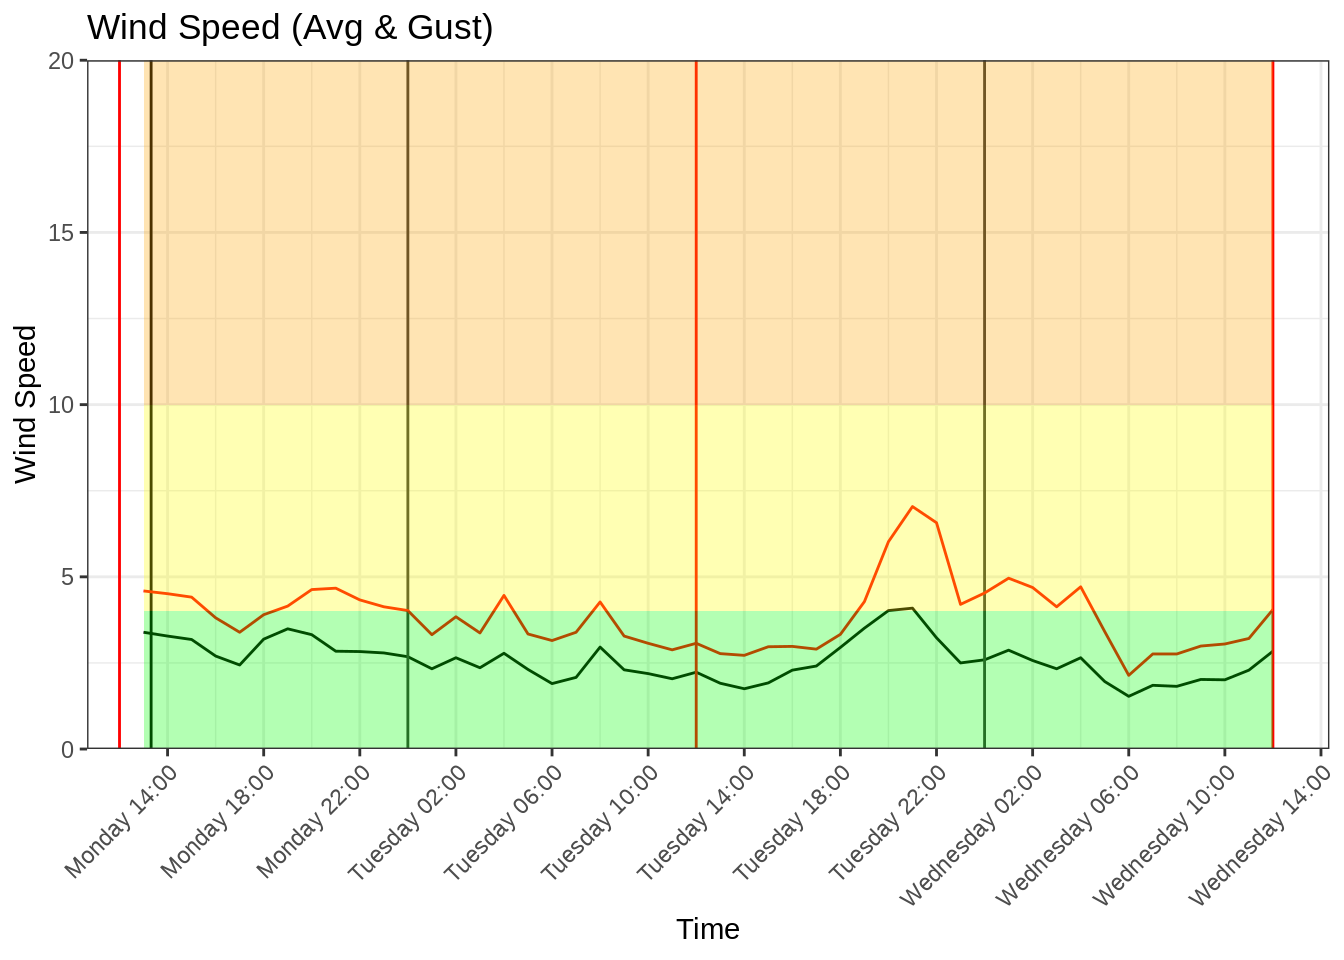 Wind Speed (Avg & Gust)
20
15
10
5
0
Wind Speed
Monday 14:00
Monday 18:00
Monday 22:00
Tuesday 02:00
Tuesday 06:00
Tuesday 10:00
Tuesday 14:00
Tuesday 18:00
Tuesday 22:00
Wednesday 02:00
Wednesday 06:00
Wednesday 10:00
Wednesday 14:00
Time